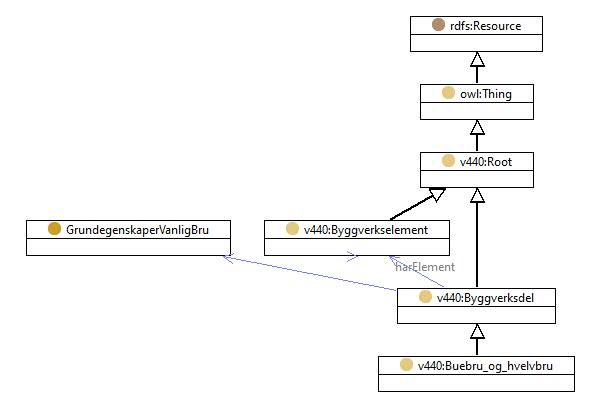 rdfs:Resource
owl:Thing
v440:Root
GrundegenskaperVanligBru
v440:Byggverkselement
harElement
v440:Byggverksdel
v440:Buebru_og_hvelvbru